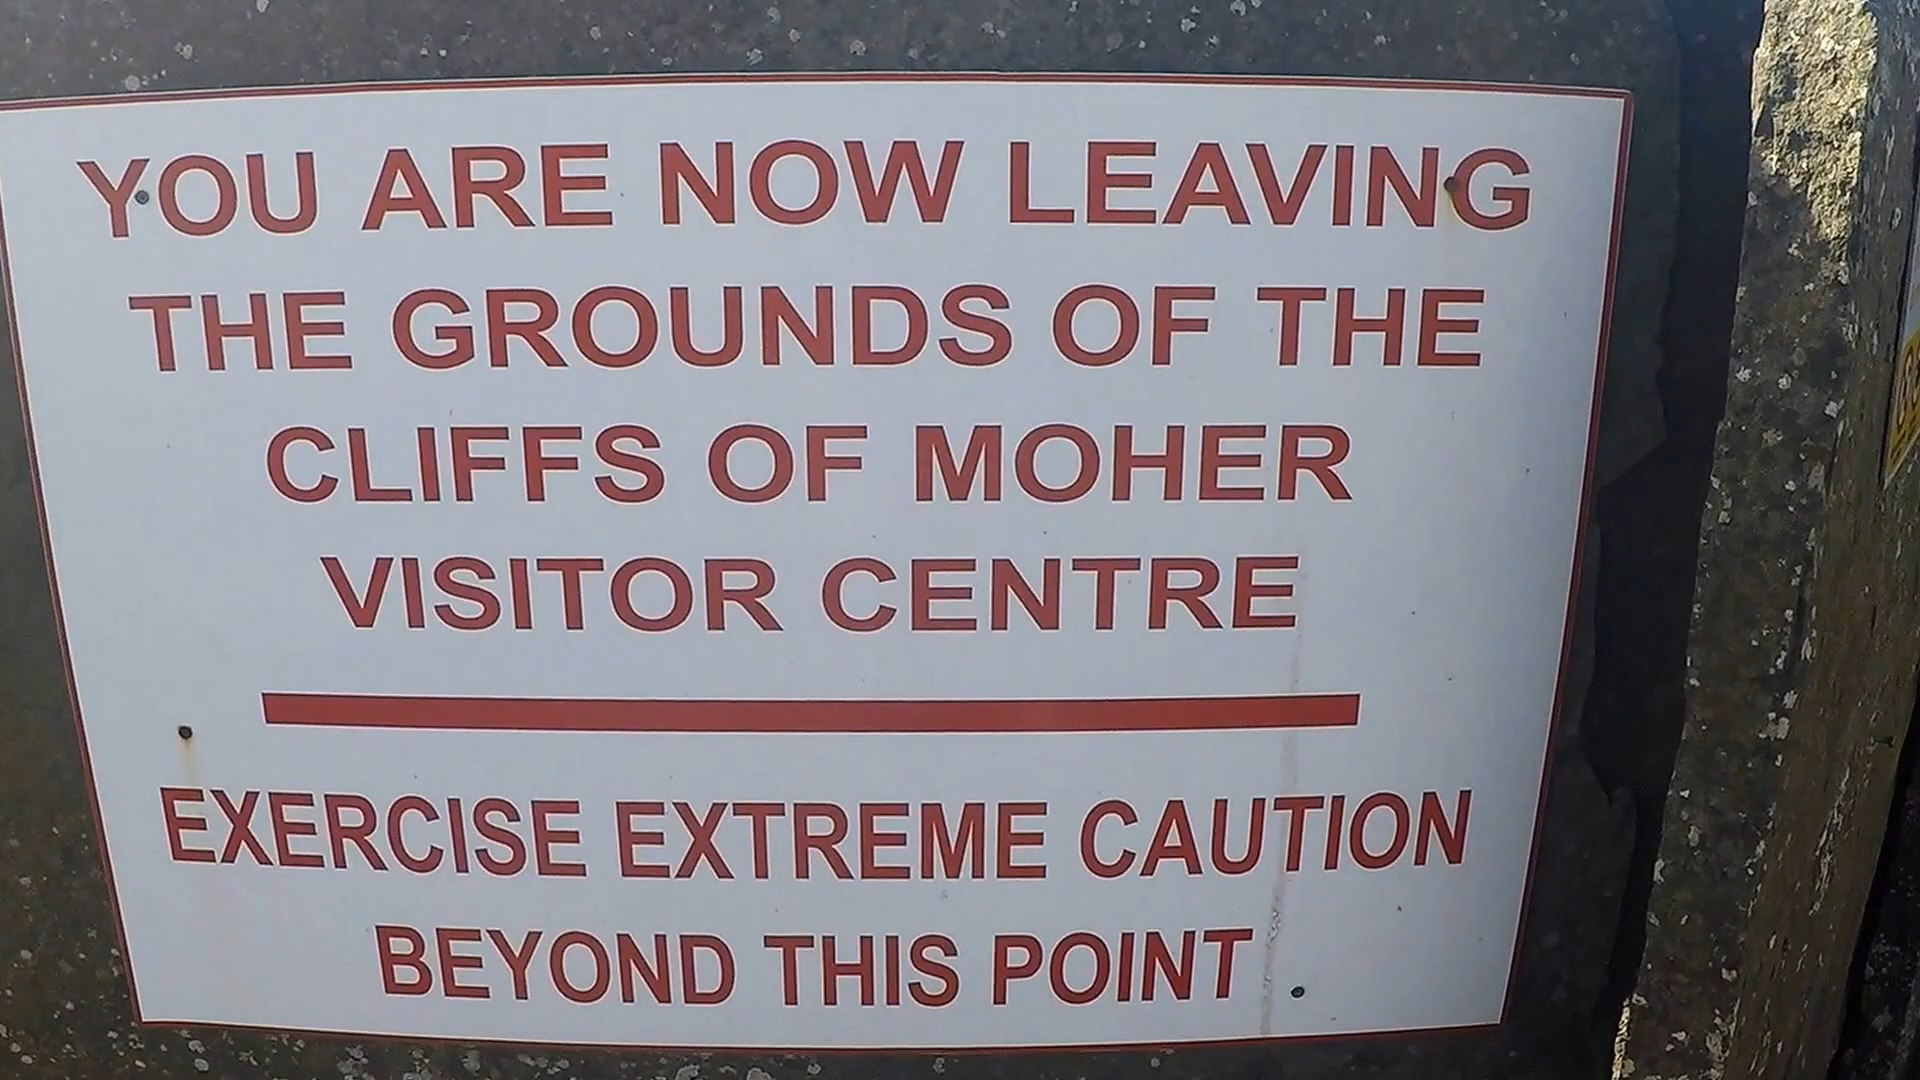 YOU ARE NOW LEAVING
THE GROUNDS OF THE
CLIFFS OF MOHER
VISITOR CENTRE
EXERCISE EXTREME CAUTION
BEYOND THIS POINT